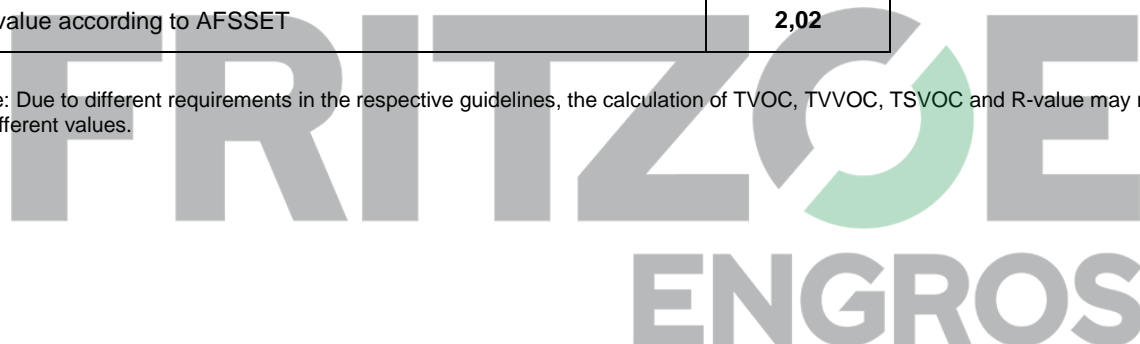 value according to AFSSET 2,02
e: Due to different requirements in the respective guidelines, the calculation of TVOC, TVVOC, TSVOC and R-value may
fferent values.
FRITZOE
ENGROS